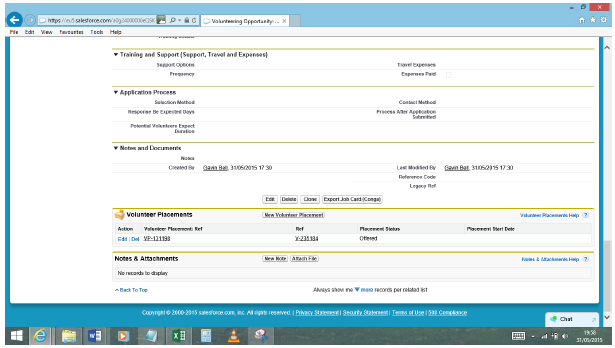 https://eu5.salesforce.com/a0g24000000eQ3X
Volunteering Opportunity: ...
File Edit View Favourites Tools Help
Training and Support (Support, Travel and Expenses)
Support Options Travel Expenses
Frequency Expenses Paid
Application Process
Selection Method Contact Method
Response Be Expected Days Process After Application Submitted
Potential Volunteers Expect Duration
Notes and Documents
Notes
Created By Gavin Bell, 31/05/2015 17:30 Last Modified By Gavin Bell, 31/05/2015 17:30
Reference Code
Legacy Ref
Edit Delete Clone Export Job Card (Conga)
Volunteer Placements New Volunteer Placement Volunteer Placements Help (?)
Action Volunteer Placement: Ref Ref Placement Status Placement Start Date
Edit | Del VP-131198 V-235184 Offered
Notes & Attachments New Note Attach File Notes & Attachments Help (?)
No records to display
^ Back To Top Always show me ▼ more records per related list
Copyright © 2000-2015 salesforce.com, inc. All rights reserved. | Privacy Statement | Security Statement | Terms of Use | 508 Compliance
Chat
19:58
31/05/2015